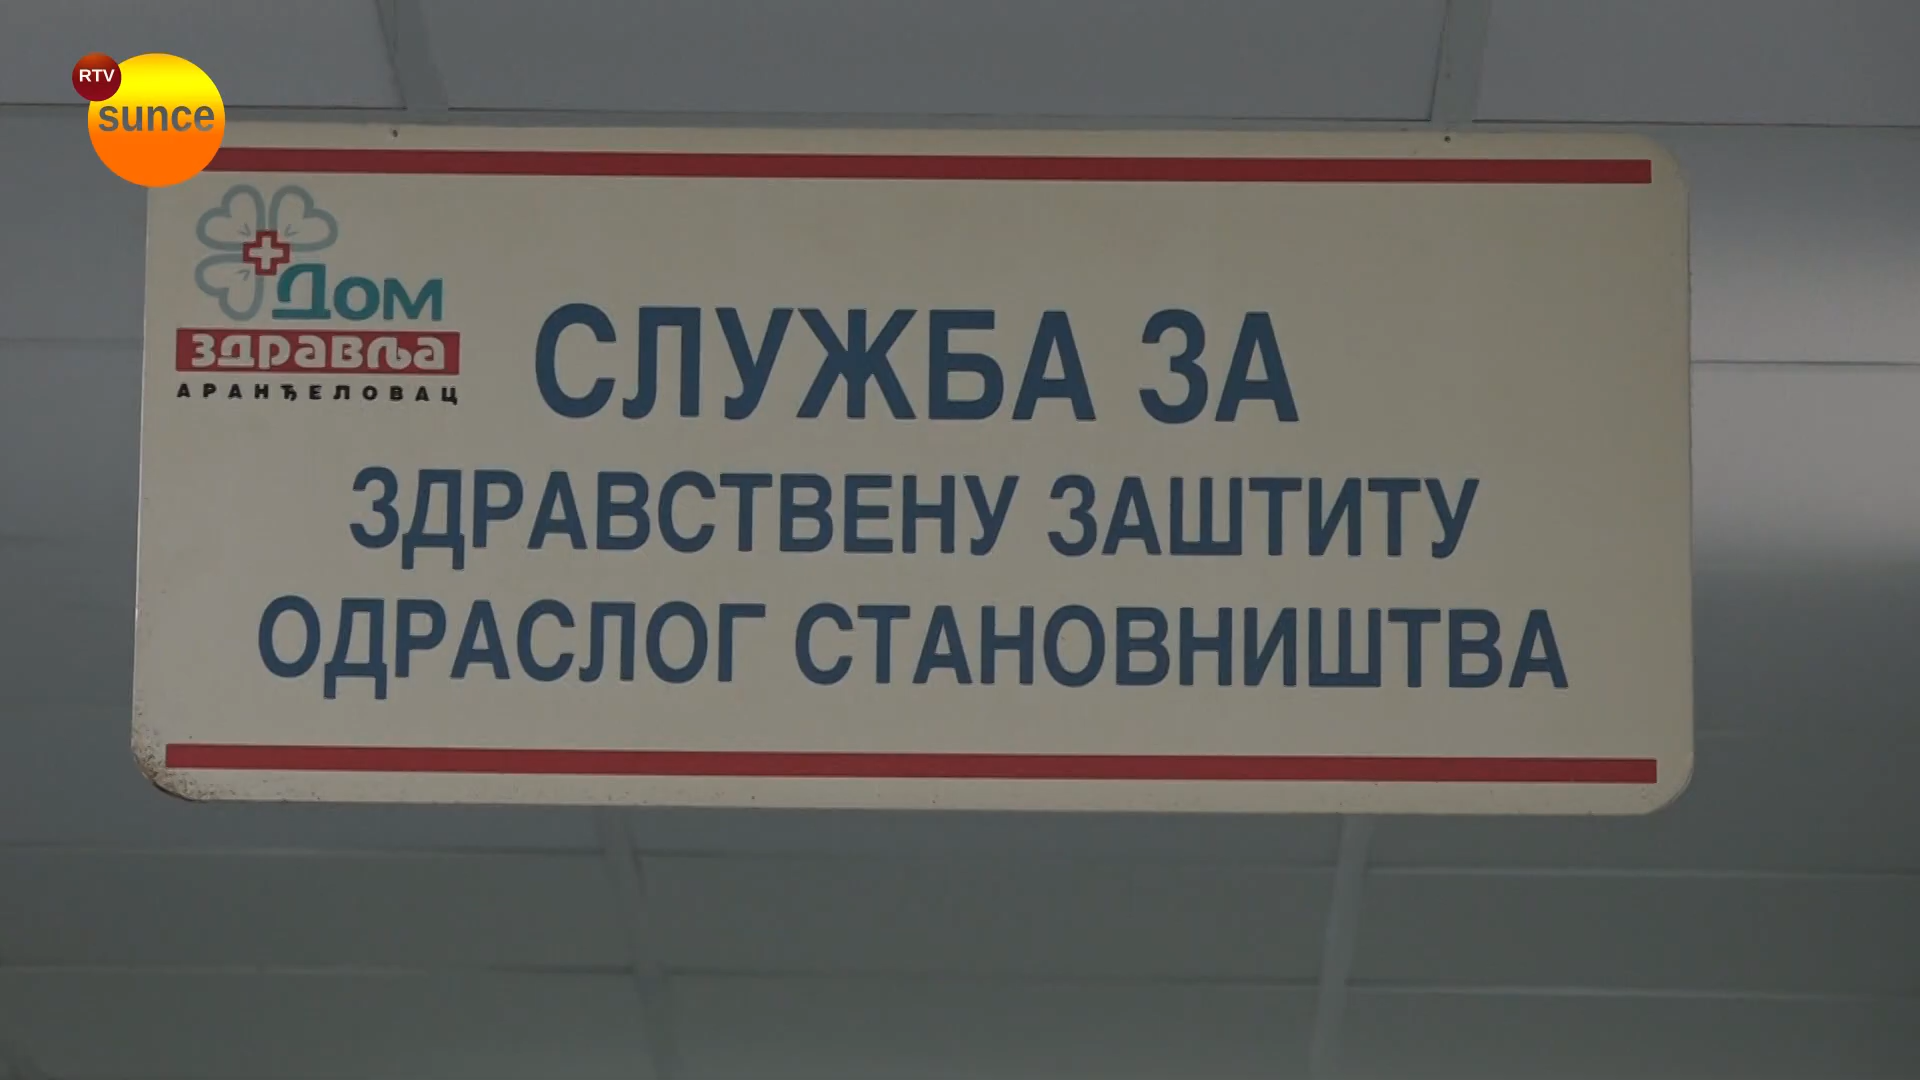 RTV
sunce
Дом
здравља
АРАНЂЕЛОВАЦ
СЛУЖБА ЗА
ЗДРАВСТВЕНУ ЗАШТИТУ
ОДРАСЛОГ СТАНОВНИШТВА